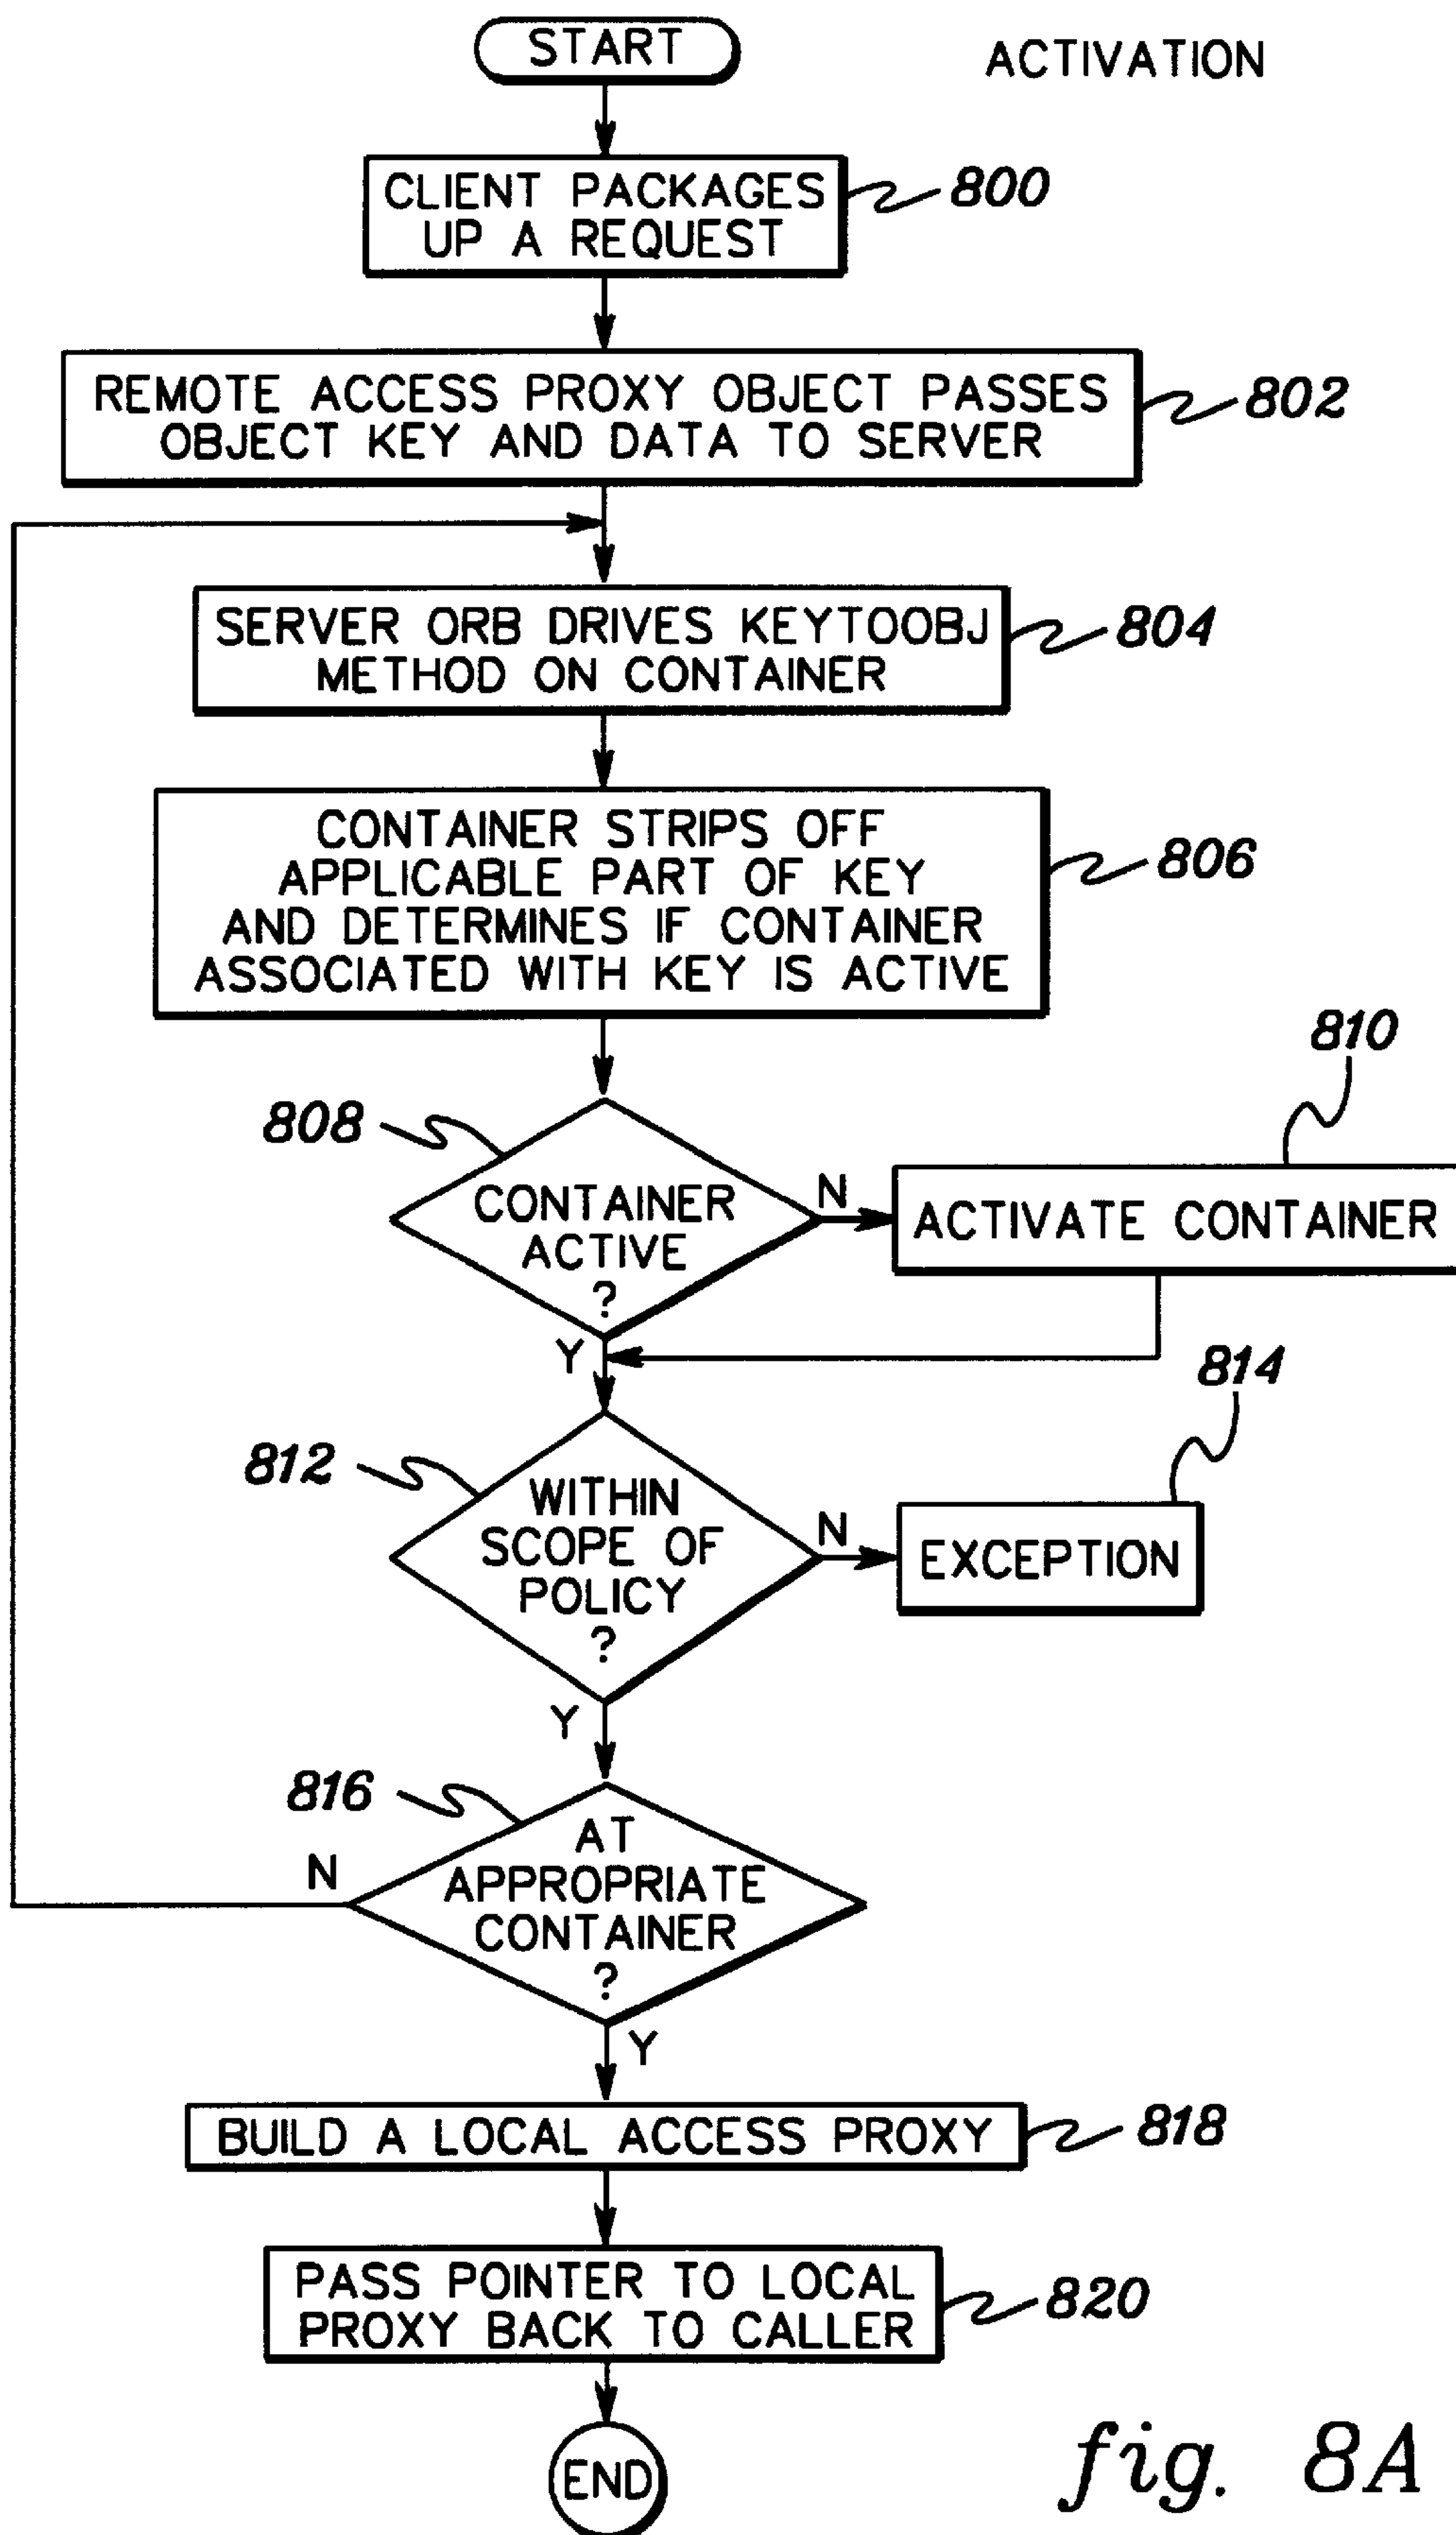 START
ACTIVATION
CLIENT PACKAGES
UP A REQUEST
800
REMOTE ACCESS PROXY OBJECT PASSES
OBJECT KEY AND DATA TO SERVER
802
SERVER ORB DRIVES KEYTOOBJ
METHOD ON CONTAINER
804
CONTAINER STRIPS OFF
APPLICABLE PART OF KEY
AND DETERMINES IF CONTAINER
ASSOCIATED WITH KEY IS ACTIVE
806
808
CONTAINER
ACTIVE
?
N
810
ACTIVATE CONTAINER
Y
812
WITHIN
SCOPE OF
POLICY
?
N
814
EXCEPTION
Y
816
AT
APPROPRIATE
CONTAINER
?
N
Y
BUILD A LOCAL ACCESS PROXY
818
PASS POINTER TO LOCAL
PROXY BACK TO CALLER
820
END
fig. 8A